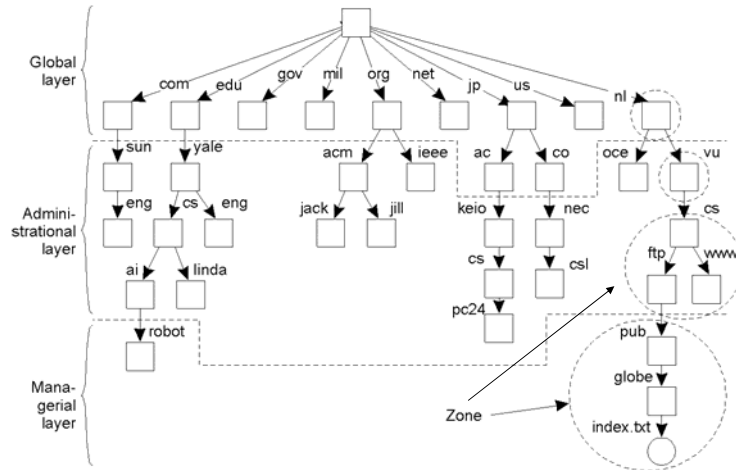 Global
layer
com
edu
gov
mil
org
net
jp
us
nl
sun
yale
acm
ieee
ac
co
oce
vu
Admini-
strational
layer
eng
cs
eng
jack
jill
keio
nec
cs
ai
linda
cs
csl
ftp
www
pc24
robot
pub
Mana-
gerial
layer
globe
Zone
index.txt